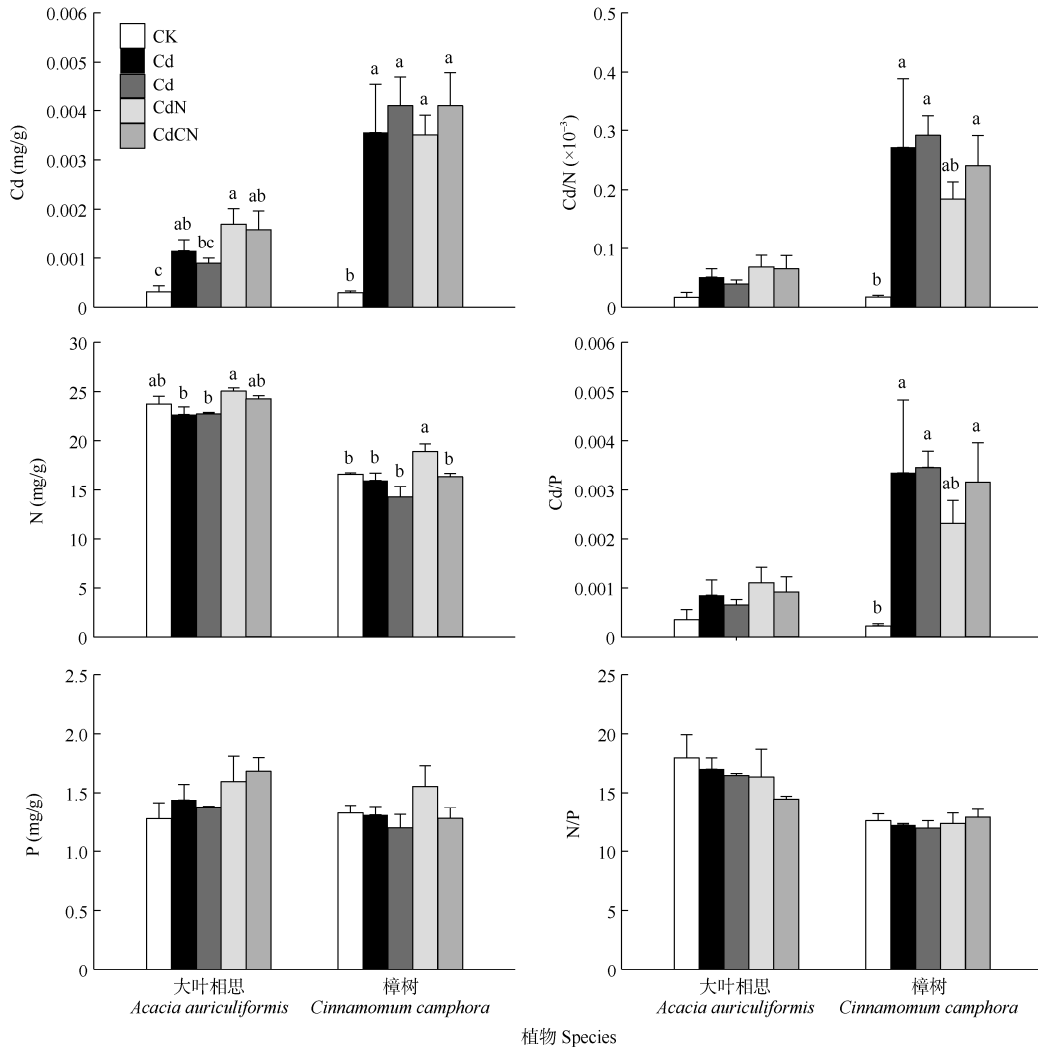 0.006
0.005
0.004
0.003
0.002
0.001
0
Cd (mg/g)
CK
Cd
Cd
CdN
CdCN
c
ab
bc
a
ab
b
a
a
a
a
0.5
0.4
0.3
0.2
0.1
0
Cd/N (×10⁻³)
b
a
a
ab
a
30
25
20
15
10
5
0
N (mg/g)
ab
b
b
a
ab
b
b
b
a
b
0.006
0.005
0.004
0.003
0.002
0.001
0
Cd/P
b
a
a
ab
a
2.5
2.0
1.5
1.0
0.5
0
P (mg/g)
大叶相思
Acacia auriculiformis
樟树
Cinnamomum camphora
25
20
15
10
5
0
N/P
大叶相思
Acacia auriculiformis
樟树
Cinnamomum camphora
植物 Species